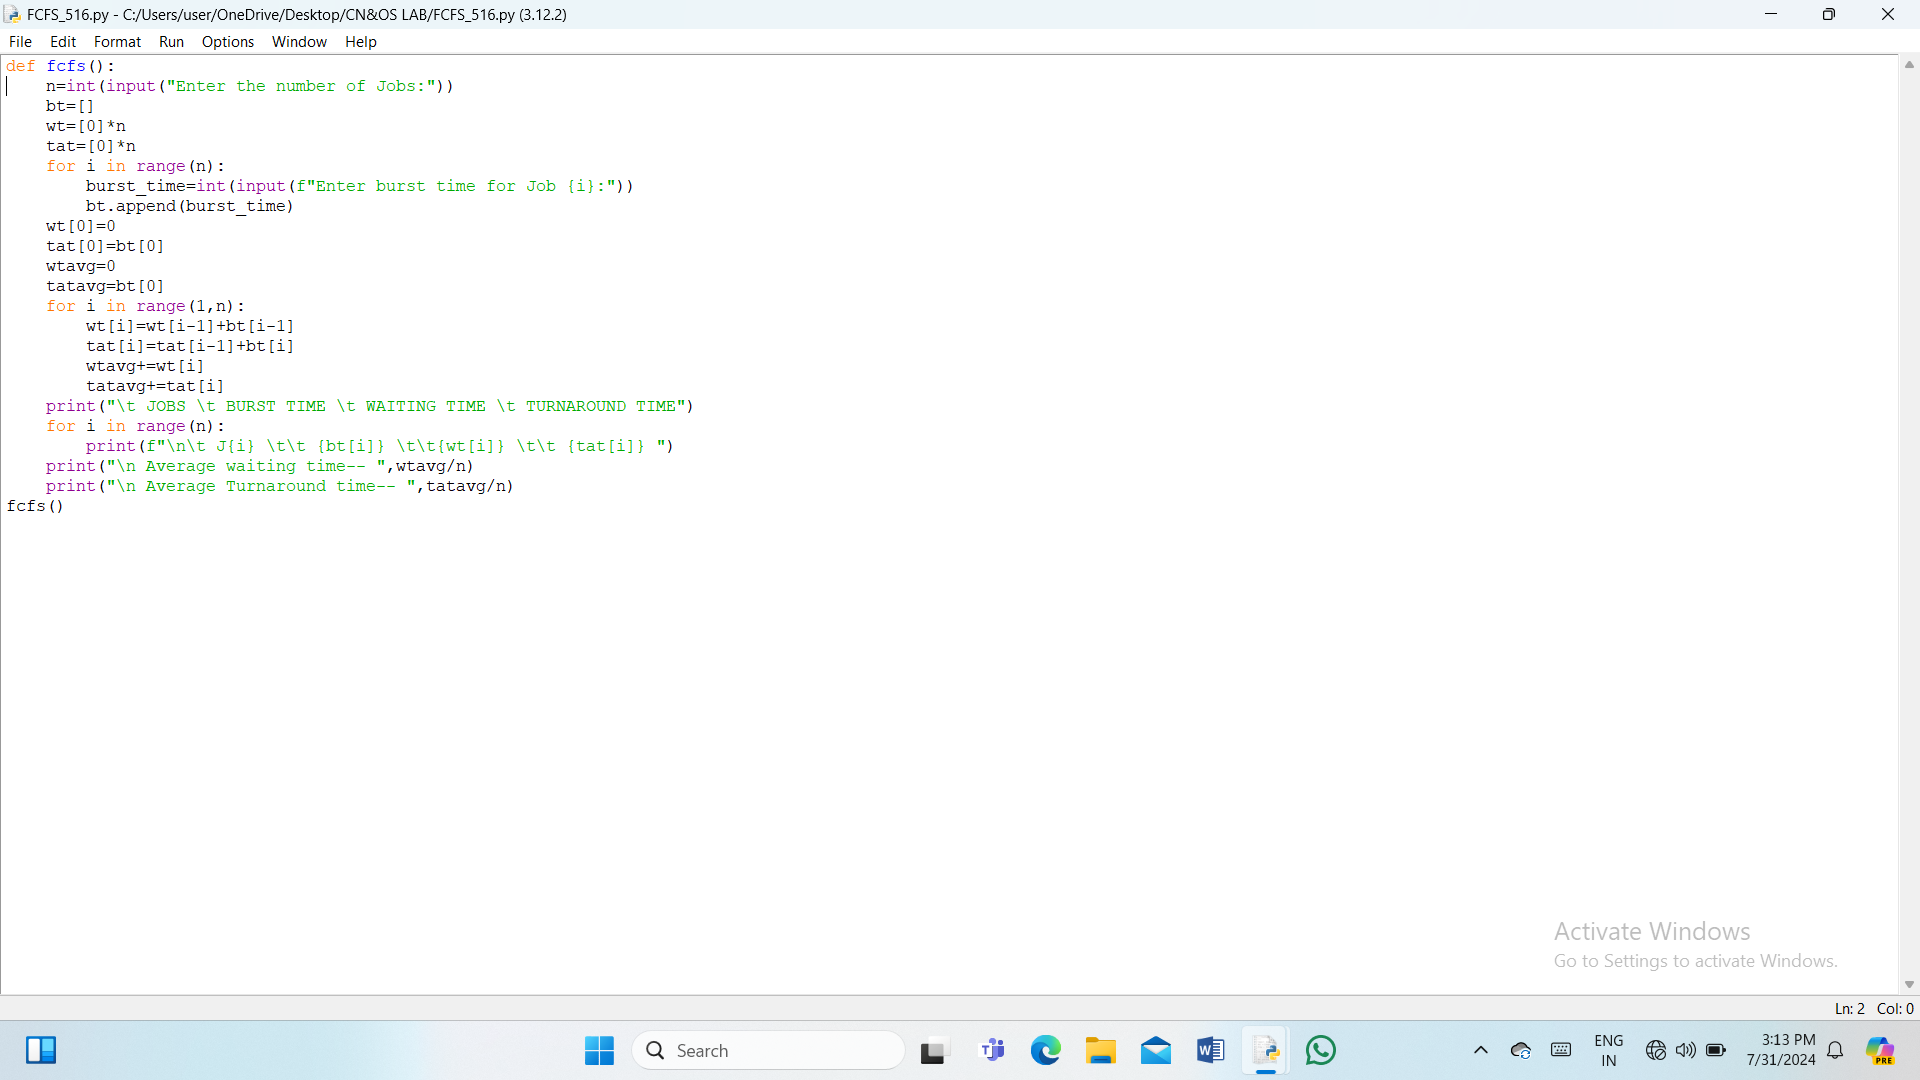 FCFS_516.py - C:/Users/user/OneDrive/Desktop/CN&OS LAB/FCFS_516.py (3.12.2)
File Edit Format Run Options Window Help
def fcfs():
    n=int(input("Enter the number of Jobs:"))
    bt=[]
    wt=[0]*n
    tat=[0]*n
    for i in range(n):
        burst_time=int(input(f"Enter burst time for Job {i}:"))
        bt.append(burst_time)
    wt[0]=0
    tat[0]=bt[0]
    wtavg=0
    tatavg=bt[0]
    for i in range(1,n):
        wt[i]=wt[i-1]+bt[i-1]
        tat[i]=tat[i-1]+bt[i]
        wtavg+=wt[i]
        tatavg+=tat[i]
    print("\t JOBS \t BURST TIME \t WAITING TIME \t TURNAROUND TIME")
    for i in range(n):
        print(f"\n\t J{i} \t\t {bt[i]} \t\t{wt[i]} \t\t {tat[i]} ")
    print("\n Average waiting time-- ",wtavg/n)
    print("\n Average Turnaround time-- ",tatavg/n)
fcfs()
Activate Windows
Go to Settings to activate Windows.
Ln: 2 Col: 0
Search
ENG
IN
3:13 PM
7/31/2024
PRE